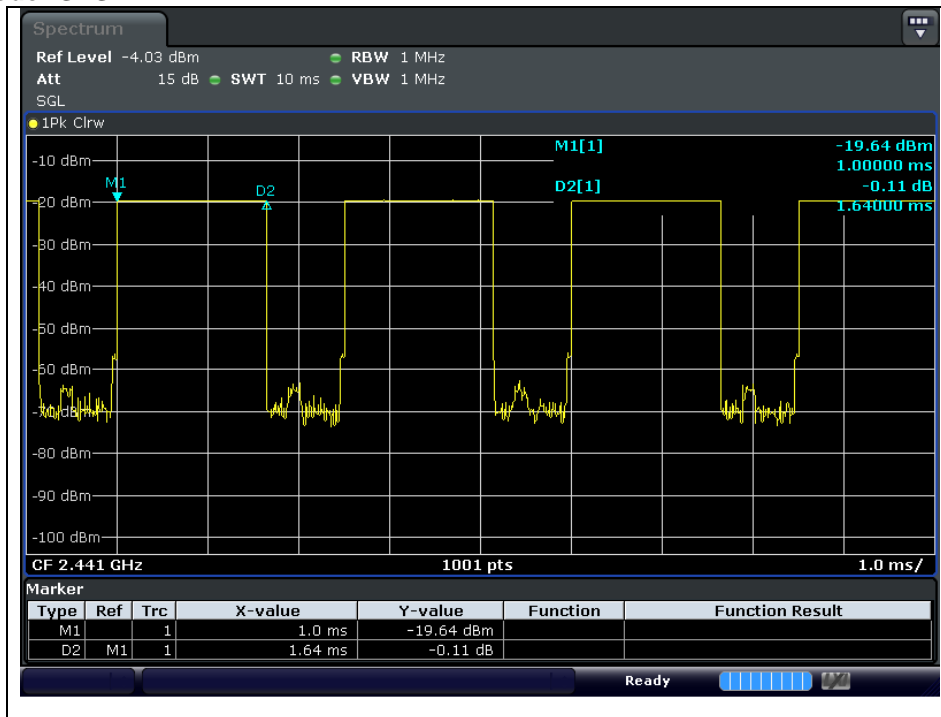 Spectrum
Ref Level -4.03 dBm RBW 1 MHz
Att 15 dB SWT 10 ms VBW 1 MHz
SGL
1Pk Clrw
M1[1] -19.64 dBm
1.00000 ms
D2[1] -0.11 dB
1.64000 ms
M1
D2
-10 dBm
-20 dBm
-30 dBm
-40 dBm
-50 dBm
-60 dBm
-70 dBm
-80 dBm
-90 dBm
-100 dBm
CF 2.441 GHz 1001 pts 1.0 ms/
Marker
Type Ref Trc X-value Y-value Function Function Result
M1 1 1.0 ms -19.64 dBm
D2 M1 1 1.64 ms -0.11 dB
Ready